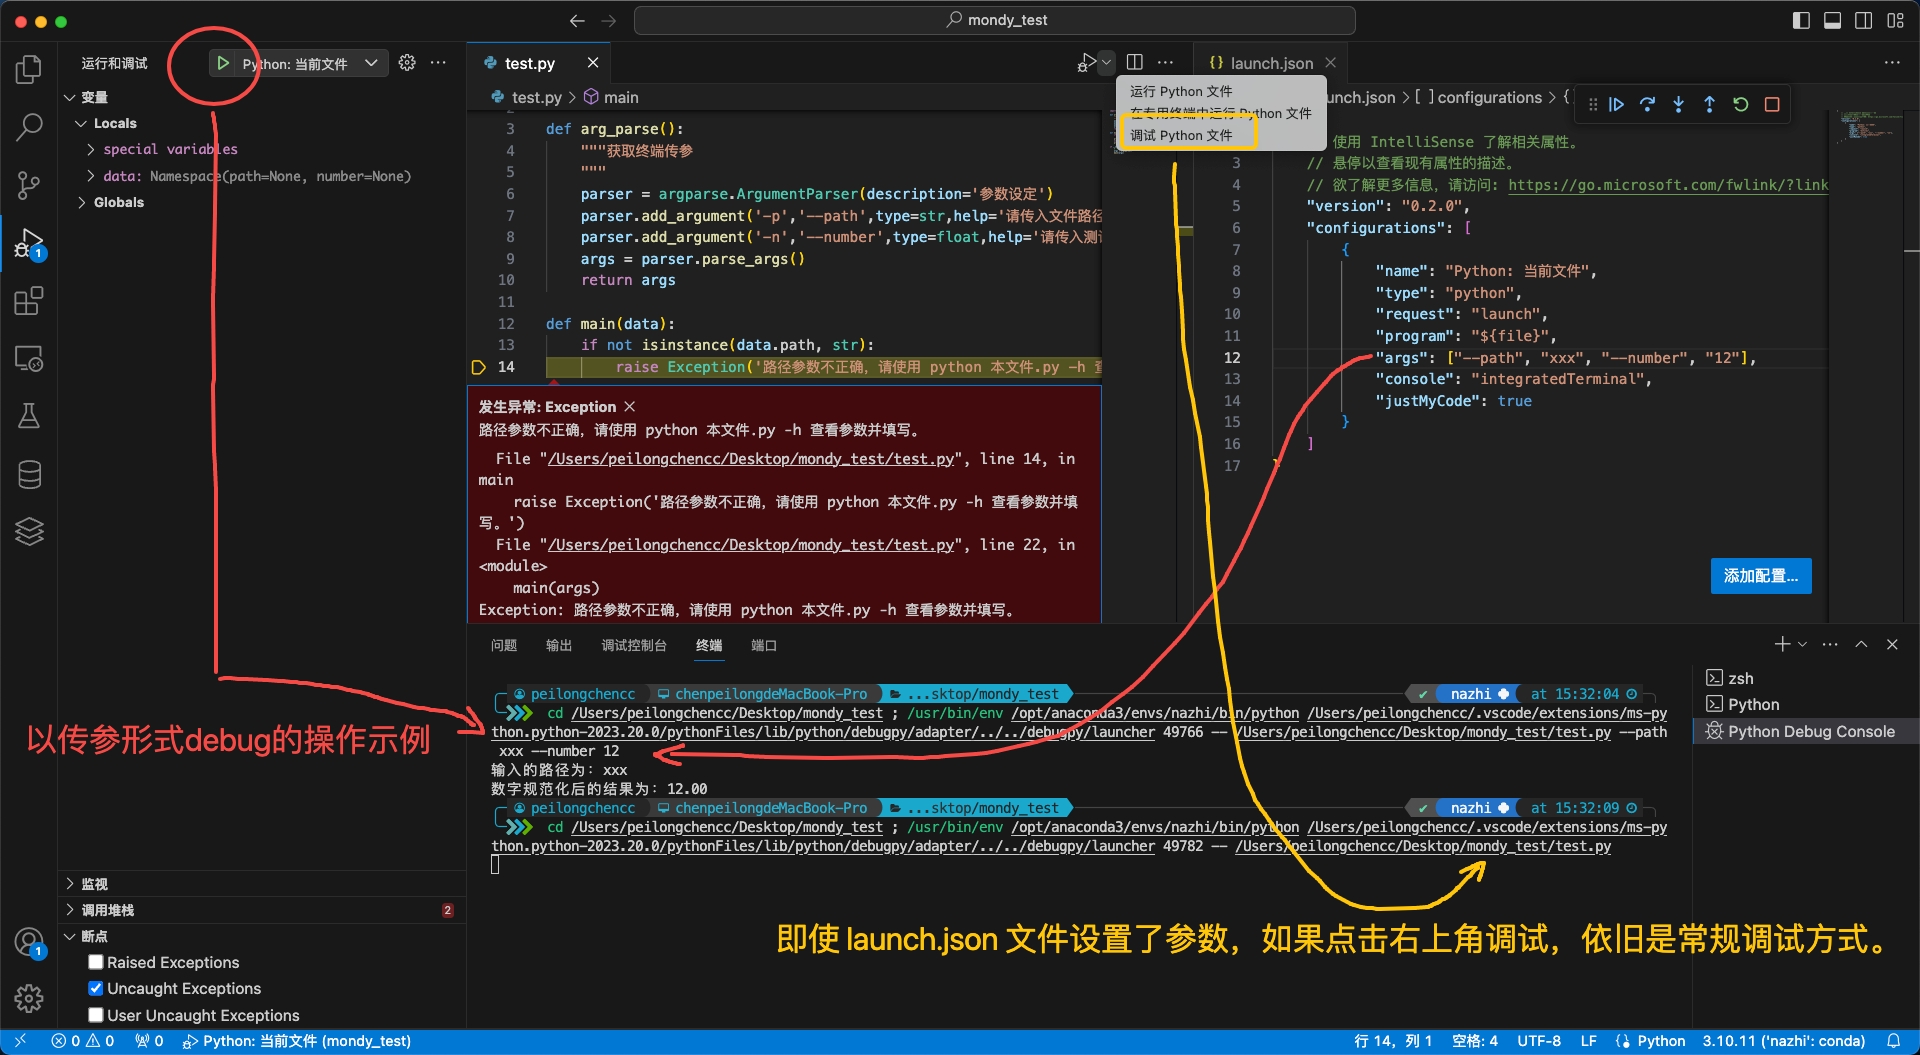 mondy_test
运行和调试
Python: 当前文件
变量
Locals
special variables
data: Namespace(path=None, number=None)
Globals
监视
调用堆栈
2
断点
Raised Exceptions
Uncaught Exceptions
User Uncaught Exceptions
1
1
test.py
test.py > main
3 def arg_parse():
4 """获取终端传参
5 """
6 parser = argparse.ArgumentParser(description='参数设定')
7 parser.add_argument('-p','--path',type=str,help='请传入文件路径
8 parser.add_argument('-n','--number',type=float,help='请传入测
9 args = parser.parse_args()
10 return args
11
12 def main(data):
13 if not isinstance(data.path, str):
14 raise Exception('路径参数不正确，请使用 python 本文件.py -h
发生异常: Exception
路径参数不正确，请使用 python 本文件.py -h 查看参数并填写。
File "/Users/peilongchencc/Desktop/mondy_test/test.py", line 14, in
main
raise Exception('路径参数不正确，请使用 python 本文件.py -h 查看参数并填
写。')
File "/Users/peilongchencc/Desktop/mondy_test/test.py", line 22, in
<module>
main(args)
Exception: 路径参数不正确，请使用 python 本文件.py -h 查看参数并填写。
运行 Python 文件
在专用终端中运行 Python 文件
调试 Python 文件
{} launch.json
unch.json > [ ] configurations > {
使用 IntelliSense 了解相关属性。
3 // 悬停以查看现有属性的描述。
4 // 欲了解更多信息，请访问: https://go.microsoft.com/fwlink/?link
5 "version": "0.2.0",
6 "configurations": [
7 {
8 "name": "Python: 当前文件",
9 "type": "python",
10 "request": "launch",
11 "program": "${file}",
12 "args": ["--path", "xxx", "--number", "12"],
13 "console": "integratedTerminal",
14 "justMyCode": true
15 }
16 ]
17 }
添加配置...
问题 输出 调试控制台 终端 端口
peilongchencc chenpeilongdeMacBook-Pro ...sktop/mondy_test ✔ nazhi at 15:32:04
cd /Users/peilongchencc/Desktop/mondy_test ; /usr/bin/env /opt/anaconda3/envs/nazhi/bin/python /Users/peilongchencc/.vscode/extensions/ms-py
thon.python-2023.20.0/pythonFiles/lib/python/debugpy/adapter/../../debugpy/launcher 49766 -- /Users/peilongchencc/Desktop/mondy_test/test.py --path
xxx --number 12
输入的路径为: xxx
数字规范化后的结果为: 12.00
peilongchencc chenpeilongdeMacBook-Pro ...sktop/mondy_test ✔ nazhi at 15:32:09
cd /Users/peilongchencc/Desktop/mondy_test ; /usr/bin/env /opt/anaconda3/envs/nazhi/bin/python /Users/peilongchencc/.vscode/extensions/ms-py
thon.python-2023.20.0/pythonFiles/lib/python/debugpy/adapter/../../debugpy/launcher 49782 -- /Users/peilongchencc/Desktop/mondy_test/test.py
zsh
Python
Python Debug Console
以传参形式debug的操作示例
即使 launch.json 文件设置了参数，如果点击右上角调试，依旧是常规调试方式。
0 0 0 Python: 当前文件 (mondy_test) 行 14，列 1 空格: 4 UTF-8 LF Python 3.10.11 ('nazhi': conda)